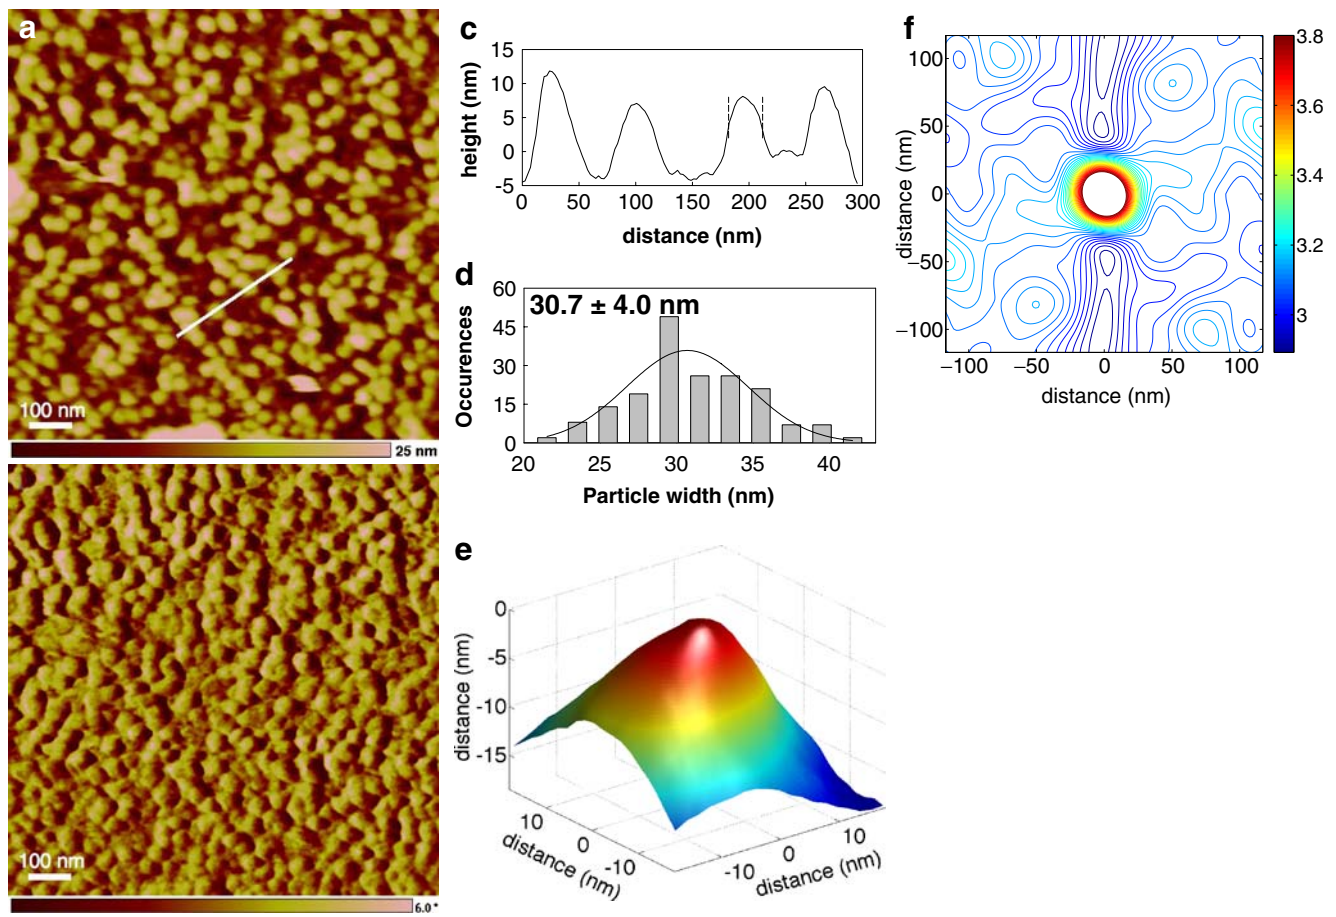 a
100 nm
25 nm
100 nm
6.0°
c
height (nm)
15
10
5
0
-5
0 50 100 150 200 250 300
distance (nm)
d
30.7 ± 4.0 nm
Occurences
60
45
30
15
0
20 25 30 35 40
Particle width (nm)
e
distance (nm)
0
-5
-10
-15
10 0 -10
distance (nm)
-10 0 10
distance (nm)
f
distance (nm)
100
50
0
−50
−100
−100 −50 0 50 100
distance (nm)
3.8
3.6
3.4
3.2
3